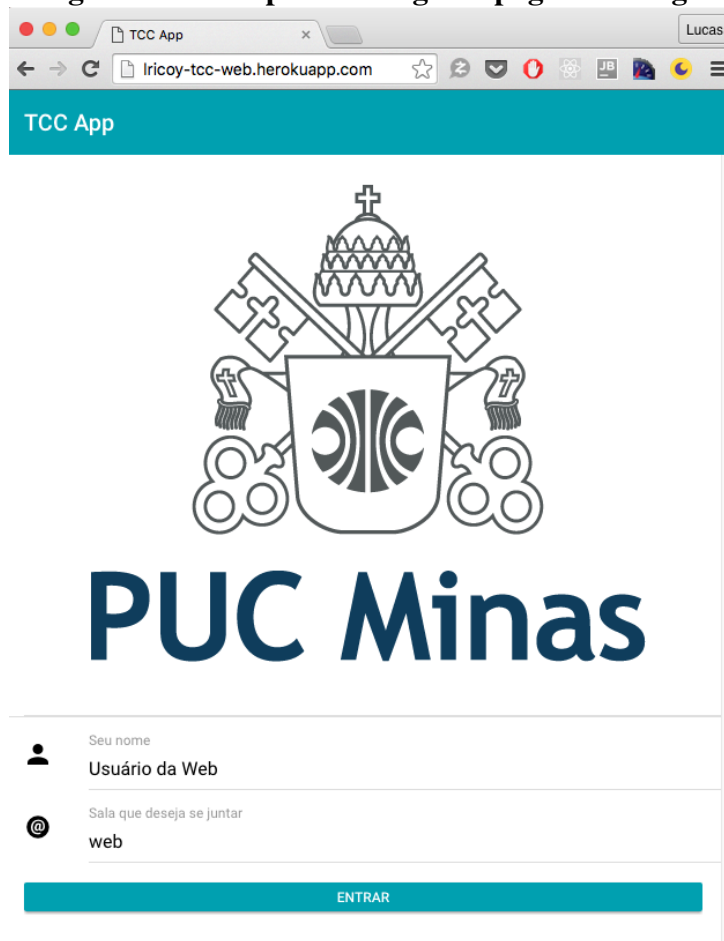 TCC App
Lucas
lricoy-tcc-web.herokuapp.com
JB
TCC App
PUC Minas
Seu nome
Usuário da Web
Sala que deseja se juntar
@
web
ENTRAR